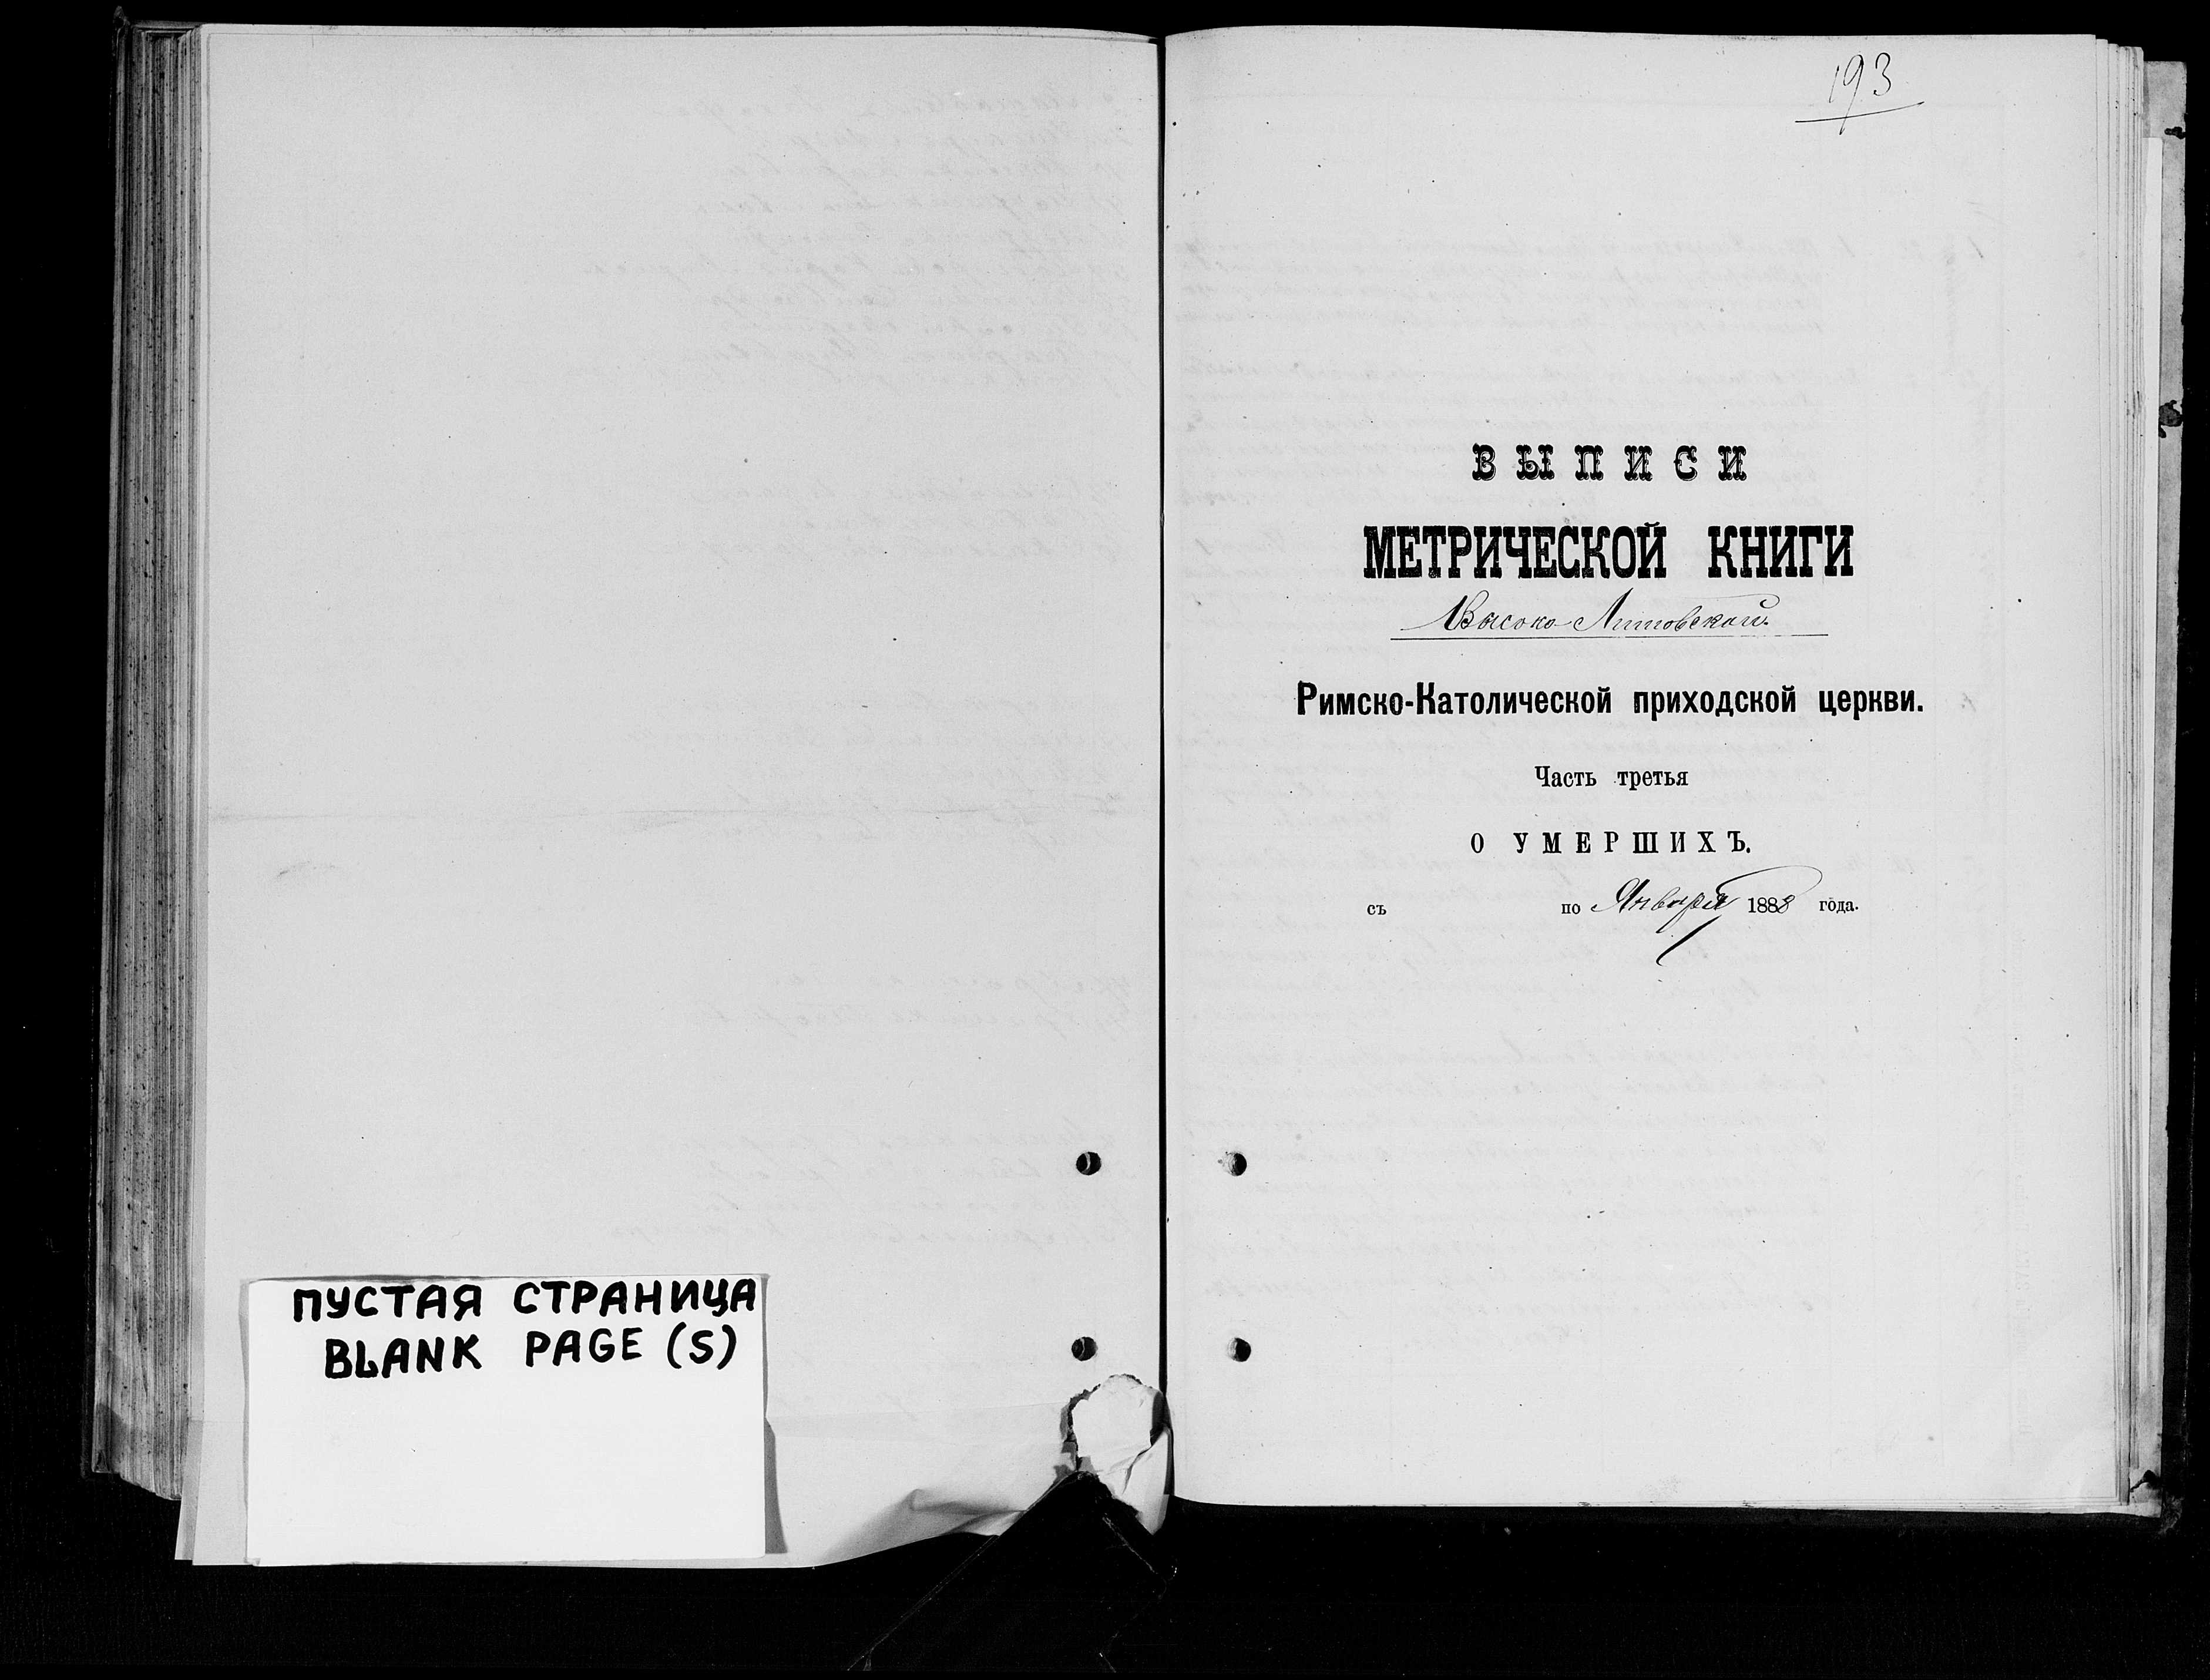 ПУСТАЯ СТРАНИЦА
BLANK PAGE (S)
193
ВЫПИСИ
МЕТРИЧЕСКОЙ КНИГИ
Высоко-Литовской.
Римско-Католической приходской церкви.
Часть третья
О УМЕРШИХЪ.
съ по Января 1888 года.